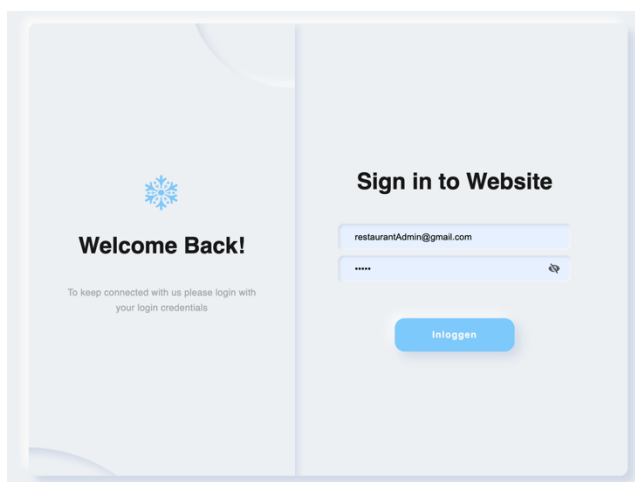 Welcome Back!
To keep connected with us please login with
your login credentials
Sign in to Website
restaurantAdmin@gmail.com
•••••
Inloggen